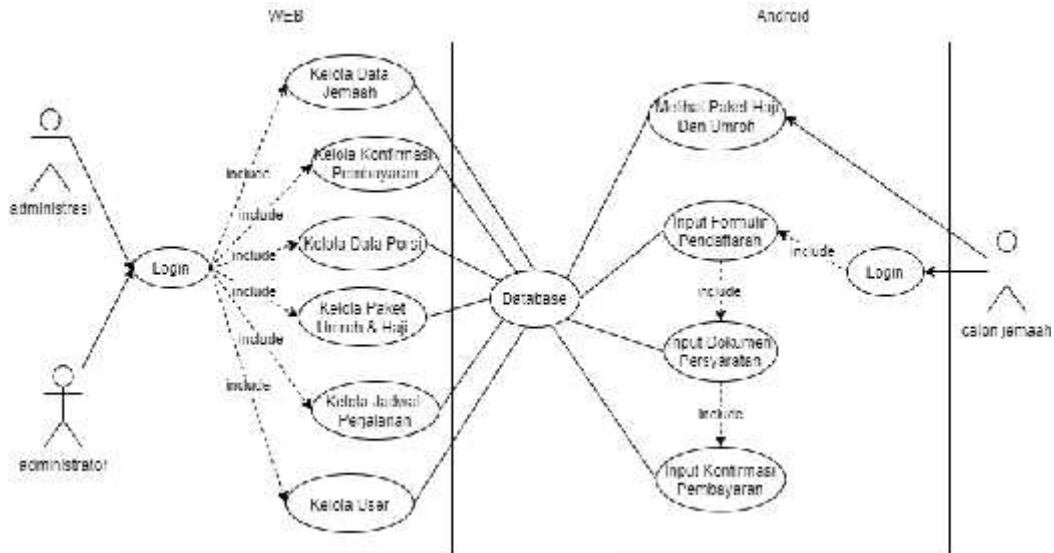 WEB
Android
Kelola Data
Jemaah
Melihat Paket Haji
Dan Umroh
Kelola Konfirmasi
Pembayaran
include
administrasi
include
Input Formulir
Pendaftaran
Kelola Data Porsi
include
include
Login
Login
include
Database
include
Kelola Paket
Umroh & Haji
calon jemaah
include
Input Dokumen
Persyaratan
include
Kelola Jadwal
Perjalanan
include
administrator
Input Konfirmasi
Pembayaran
Kelola User